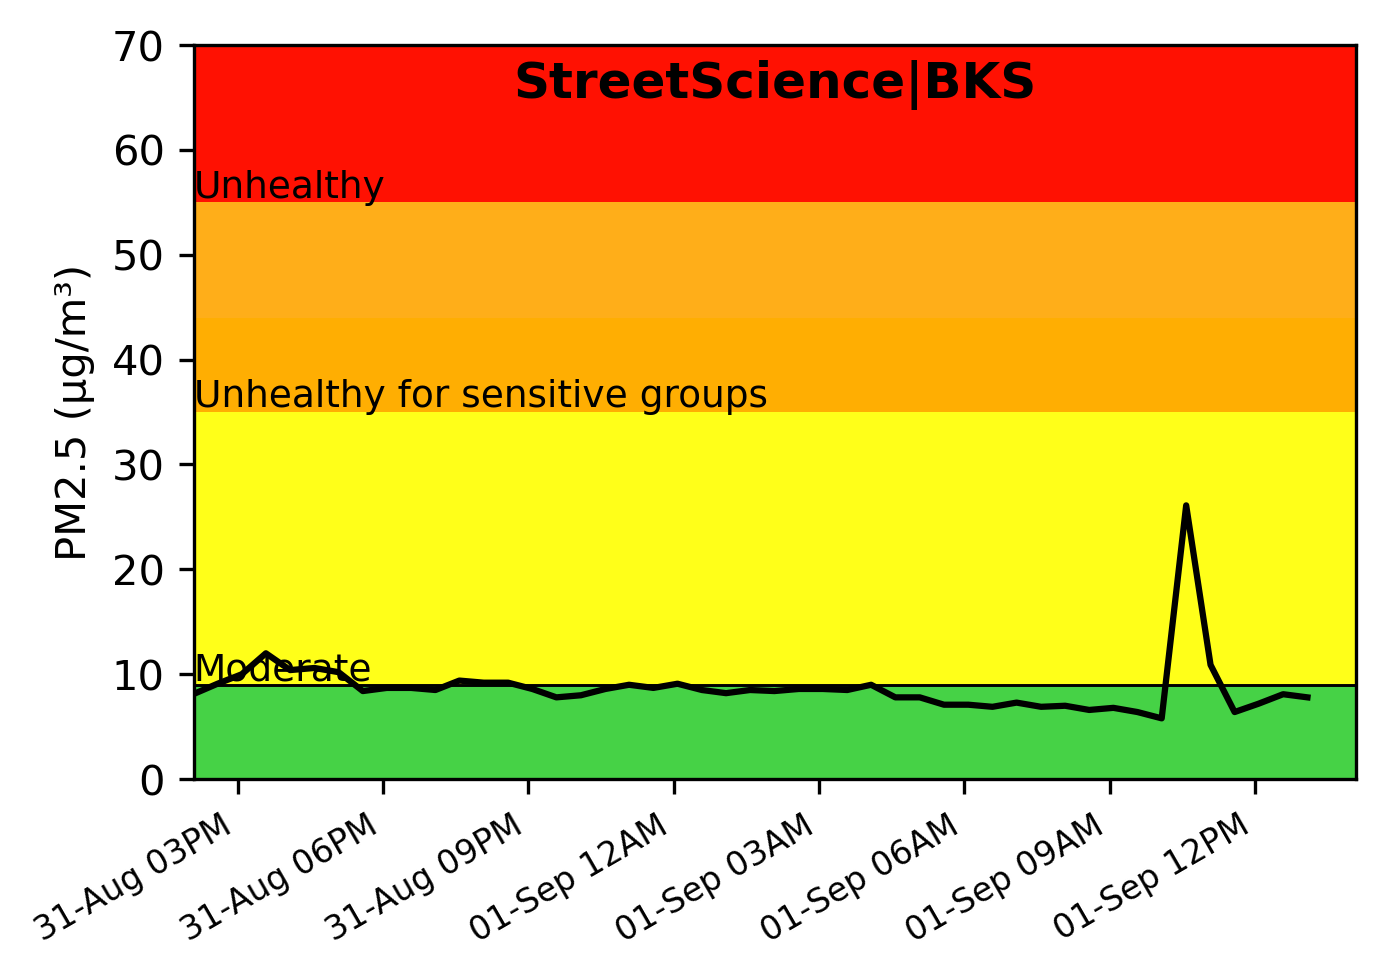 StreetScience|BKS
PM2.5 (µg/m³)
70
60
50
40
30
20
10
0
Unhealthy
Unhealthy for sensitive groups
Moderate
31-Aug 03PM
31-Aug 06PM
31-Aug 09PM
01-Sep 12AM
01-Sep 03AM
01-Sep 06AM
01-Sep 09AM
01-Sep 12PM